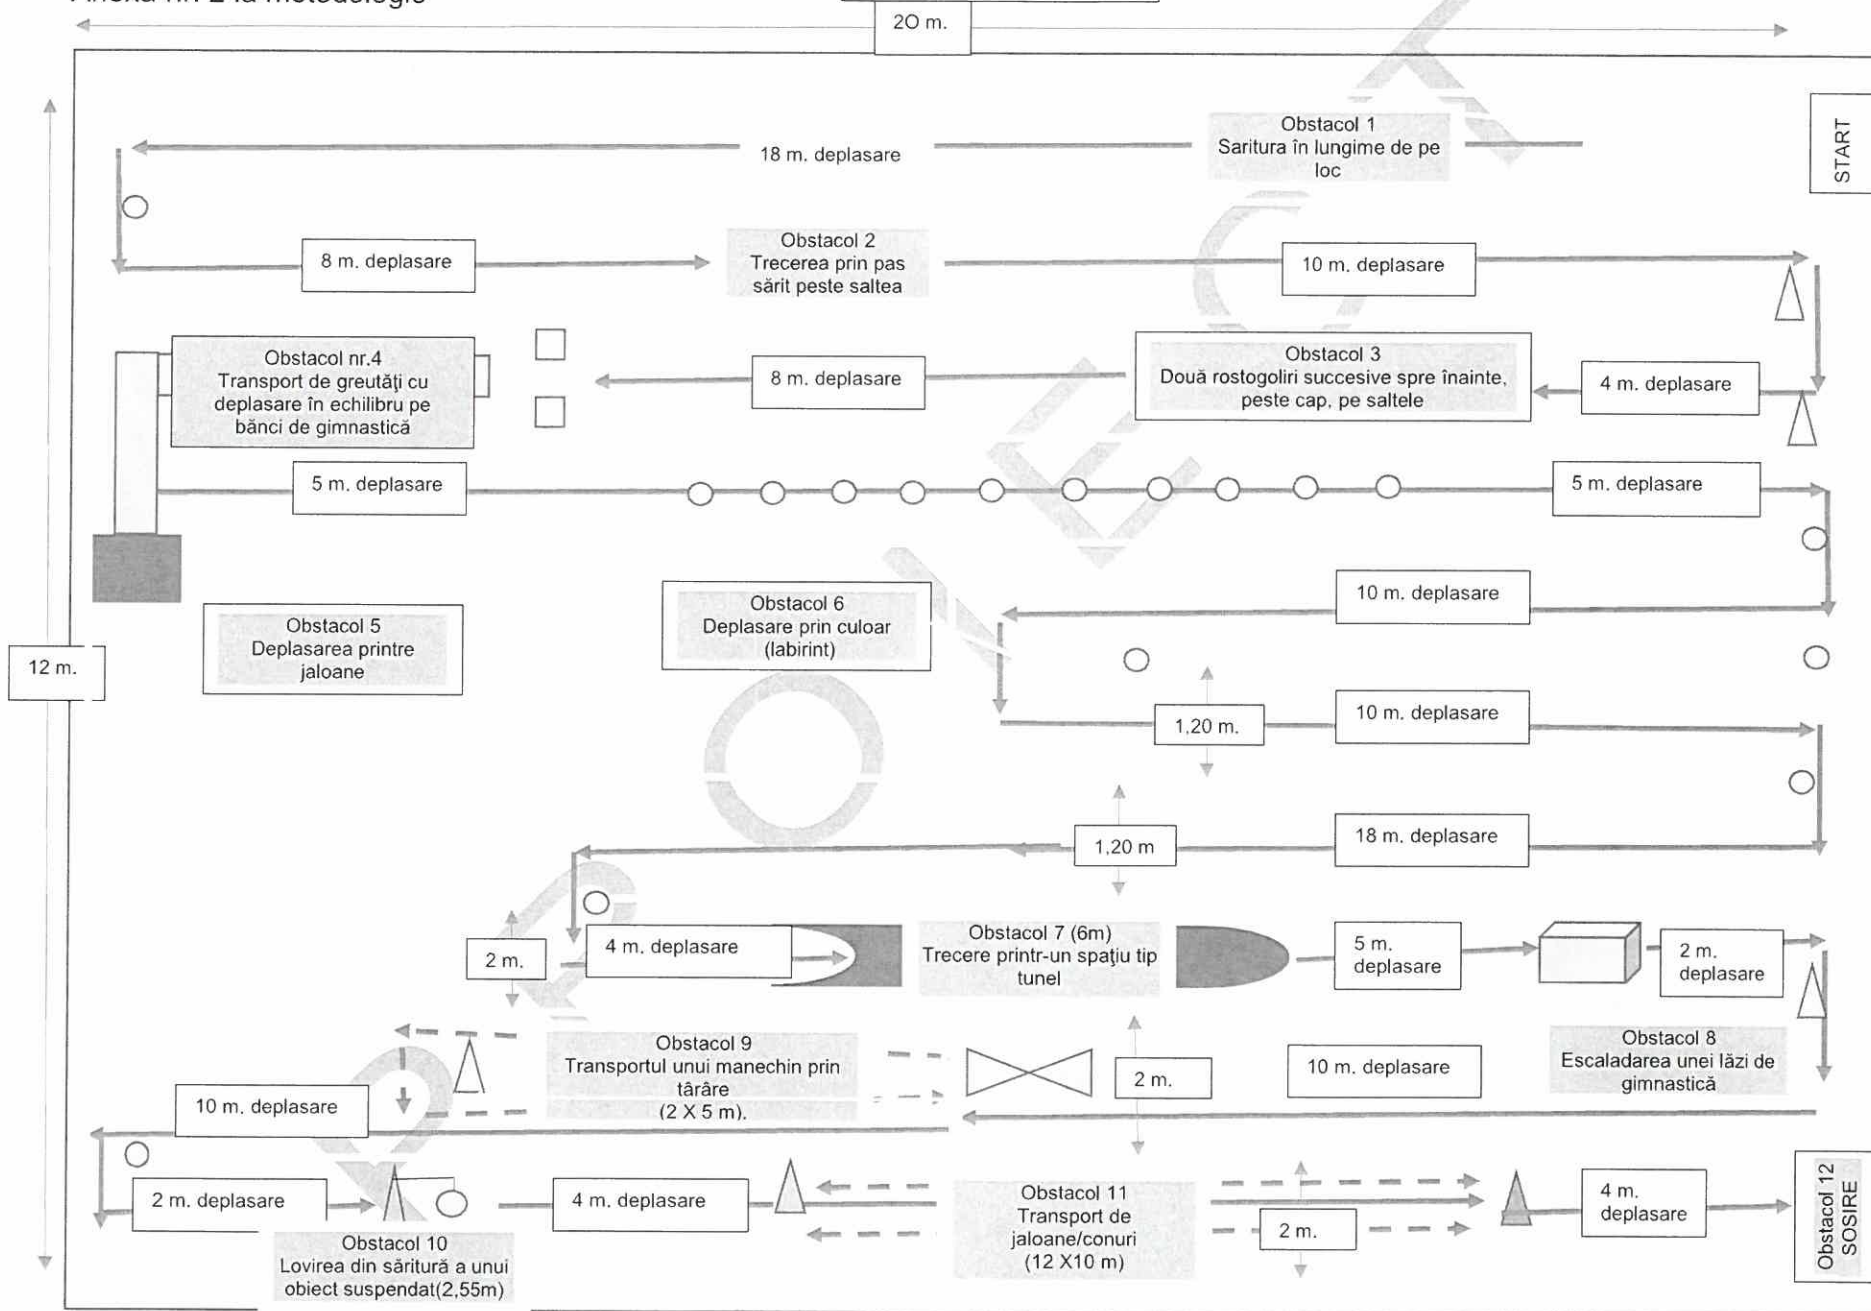 20 m.
START
Obstacol 1
Saritura în lungime de pe
loc
18 m. deplasare
8 m. deplasare
Obstacol 2
Trecerea prin pas
sărit peste saltea
10 m. deplasare
Obstacol nr.4
Transport de greutăţi cu
deplasare în echilibru pe
bănci de gimnastică
8 m. deplasare
Obstacol 3
Două rostogoliri succesive spre înainte,
peste cap, pe saltele
4 m. deplasare
5 m. deplasare
5 m. deplasare
12 m.
Obstacol 5
Deplasarea printre
jaloane
Obstacol 6
Deplasare prin culoar
(labirint)
10 m. deplasare
1,20 m.
10 m. deplasare
1,20 m
18 m. deplasare
2 m.
4 m. deplasare
Obstacol 7 (6m)
Trecere printr-un spaţiu tip
tunel
5 m.
deplasare
2 m.
deplasare
Obstacol 9
Transportul unui manechin prin
târâre
(2 X 5 m).
2 m.
10 m. deplasare
Obstacol 8
Escaladarea unei lăzi de
gimnastică
10 m. deplasare
2 m. deplasare
Obstacol 10
Lovirea din săritură a unui
obiect suspendat(2,55m)
4 m. deplasare
Obstacol 11
Transport de
jaloane/conuri
(12 X10 m)
2 m.
4 m.
deplasare
Obstacol 12
SOSIRE
PROIECT